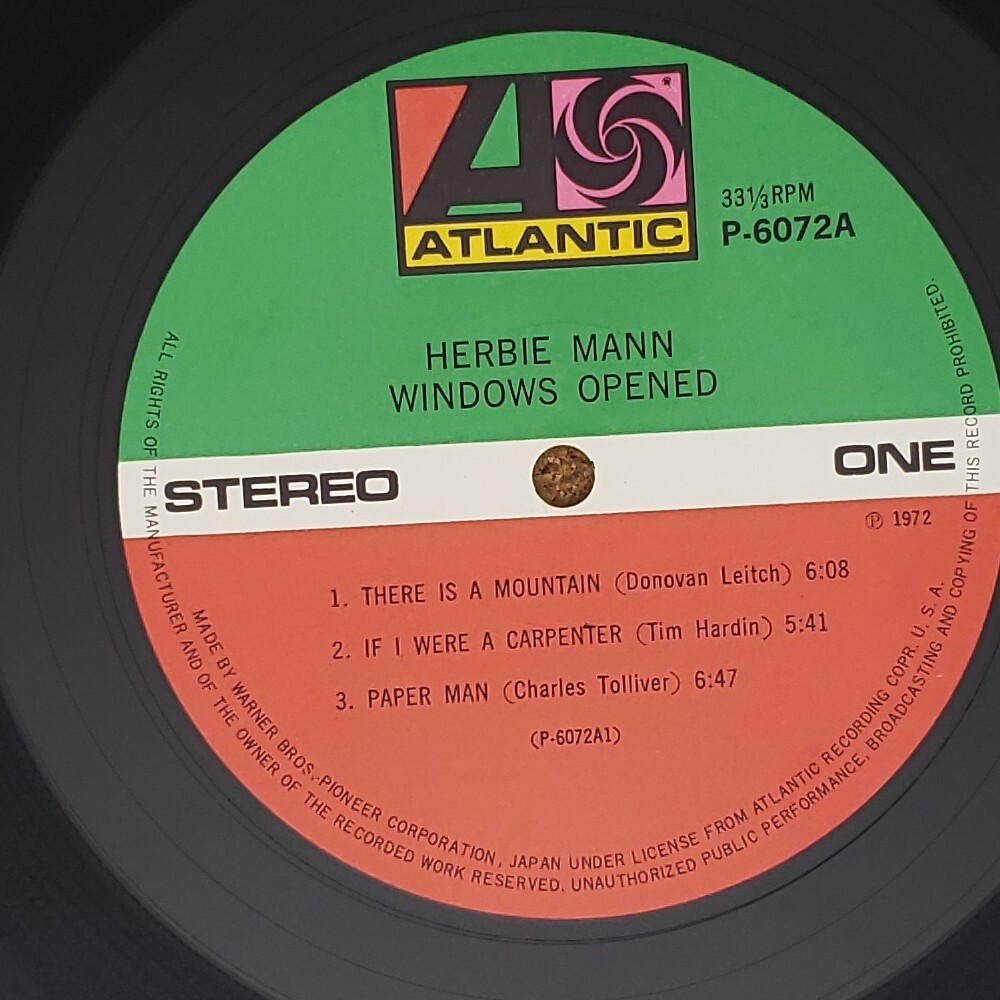 ATLANTIC
®
33⅓ RPM
P-6072A
HERBIE MANN
WINDOWS OPENED
STEREO
ONE
Ⓟ 1972
1. THERE IS A MOUNTAIN (Donovan Leitch) 6:08
2. IF I WERE A CARPENTER (Tim Hardin) 5:41
3. PAPER MAN (Charles Tolliver) 6:47
(P-6072A1)
MADE BY WARNER BROS.-PIONEER CORPORATION, JAPAN UNDER LICENSE FROM ATLANTIC RECORDING COPR. U. S. A.
ALL RIGHTS OF THE MANUFACTURER AND OF THE OWNER OF THE RECORDED WORK RESERVED. UNAUTHORIZED PUBLIC PERFORMANCE, BROADCASTING AND COPYING OF THIS RECORD PROHIBITED.